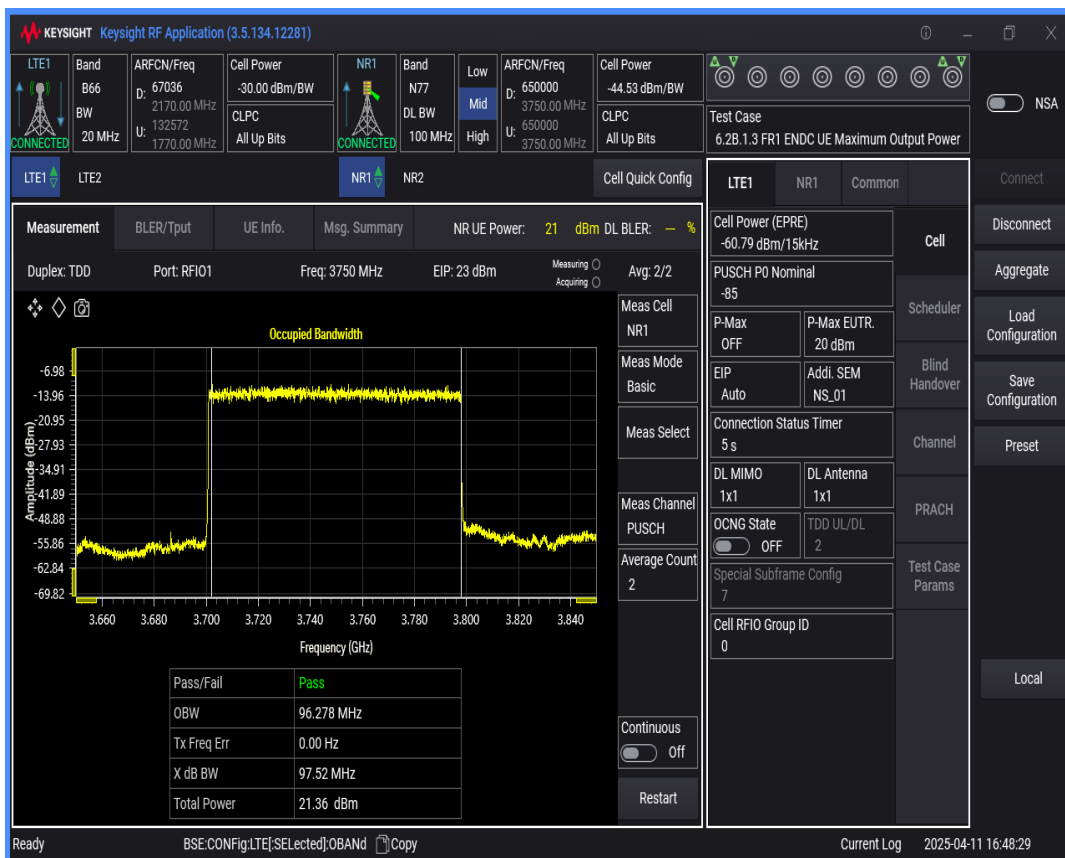 KEYSIGHT Keysight RF Application (3.5.134.12281)
LTE1
CONNECTED
Band
B66
BW
20 MHz
ARFCN/Freq
D: 67036
2170.00 MHz
U: 132572
1770.00 MHz
Cell Power
-30.00 dBm/BW
CLPC
All Up Bits
NR1
CONNECTED
Band
N77
DL BW
100 MHz
Low
Mid
High
ARFCN/Freq
D: 650000
3750.00 MHz
U: 650000
3750.00 MHz
Cell Power
-44.53 dBm/BW
CLPC
All Up Bits
Test Case
6.2B.1.3 FR1 ENDC UE Maximum Output Power
NSA
LTE1 LTE2
NR1 NR2
Cell Quick Config
Measurement BLER/Tput UE Info. Msg. Summary NR UE Power: 21 dBm DL BLER: — %
Duplex: TDD Port: RFIO1 Freq: 3750 MHz EIP: 23 dBm Measuring Avg: 2/2
Acquiring
Occupied Bandwidth
Amplitude (dBm)
-6.98
-13.96
-20.95
-27.93
-34.91
-41.89
-48.88
-55.86
-62.84
-69.82
3.660 3.680 3.700 3.720 3.740 3.760 3.780 3.800 3.820 3.840
Frequency (GHz)
Pass/Fail Pass
OBW 96.278 MHz
Tx Freq Err 0.00 Hz
X dB BW 97.52 MHz
Total Power 21.36 dBm
Meas Cell
NR1
Meas Mode
Basic
Meas Select
Meas Channel
PUSCH
Average Count
2
Continuous
Off
Restart
LTE1 NR1 Common
Cell Power (EPRE)
-60.79 dBm/15kHz
PUSCH P0 Nominal
-85
P-Max
OFF
P-Max EUTR.
20 dBm
EIP
Auto
Addi. SEM
NS_01
Connection Status Timer
5 s
DL MIMO
1x1
DL Antenna
1x1
OCNG State
OFF
TDD UL/DL
2
Special Subframe Config
7
Cell RFIO Group ID
0
Cell
Scheduler
Blind
Handover
Channel
PRACH
Test Case
Params
Connect
Disconnect
Aggregate
Load
Configuration
Save
Configuration
Preset
Local
Ready BSE:CONFig:LTE[:SELected]:OBANd Copy Current Log 2025-04-11 16:48:29